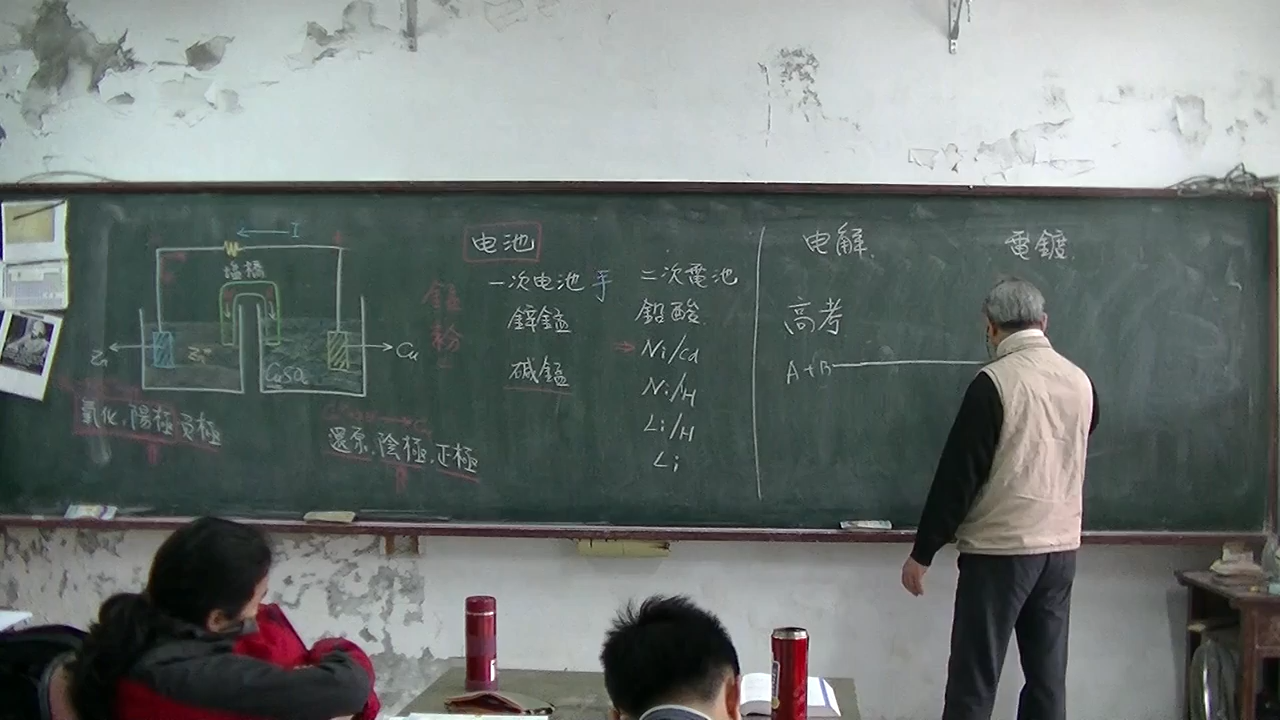 I
鹽橋
Zn
Cu
CuSO4
氧化,陽極 負極
還原,陰極,正極
錳
粉
电池
一次电池
鋅錳
碱錳
二次電池
鉛酸
Ni/Cd
Ni/H
Li/H
Li
电解
電鍍
高考
A+B